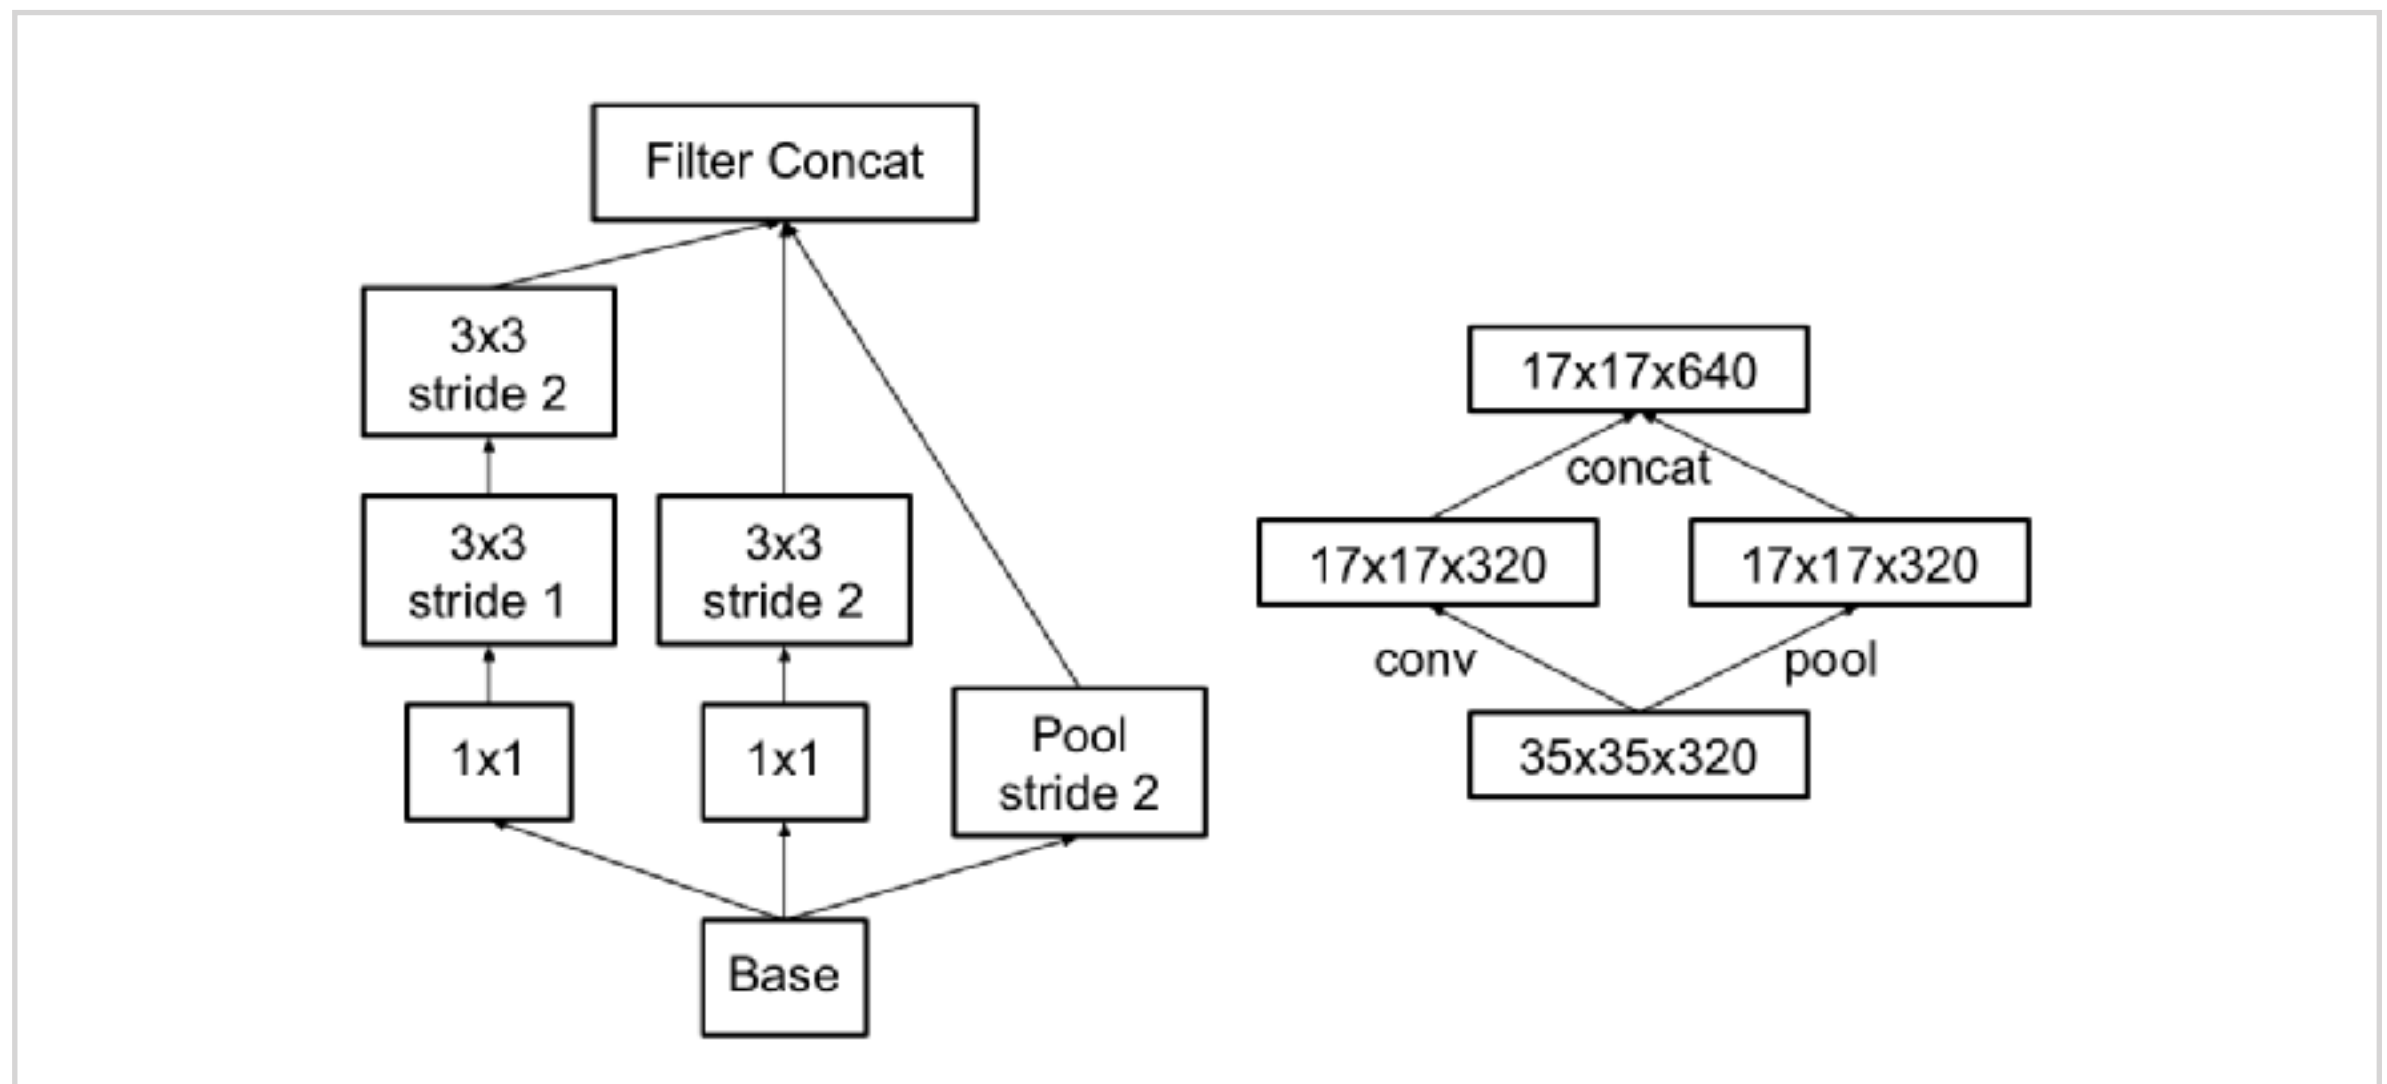 Filter Concat
3x3
stride 2
3x3
stride 1
3x3
stride 2
1x1
1x1
Pool
stride 2
Base
17x17x640
concat
17x17x320
17x17x320
conv
pool
35x35x320